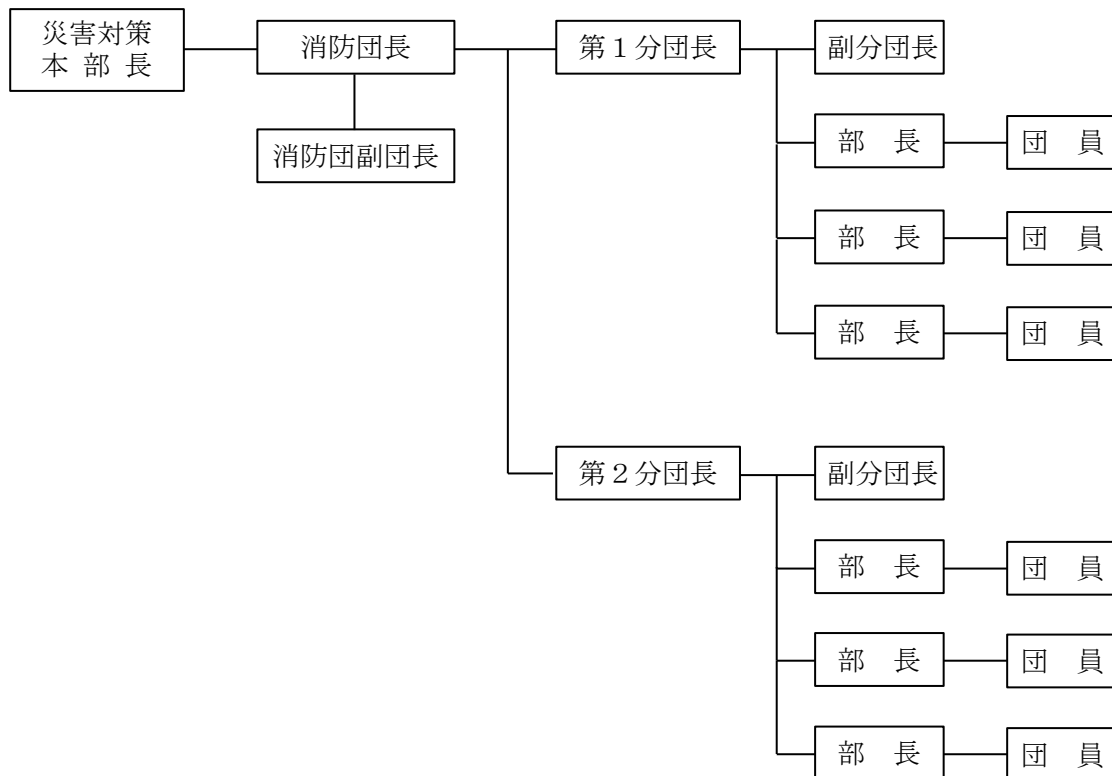 災害対策
本 部 長
消防団長
消防団副団長
第１分団長
副分団長
部　長
団　員
部　長
団　員
部　長
団　員
第２分団長
副分団長
部　長
団　員
部　長
団　員
部　長
団　員